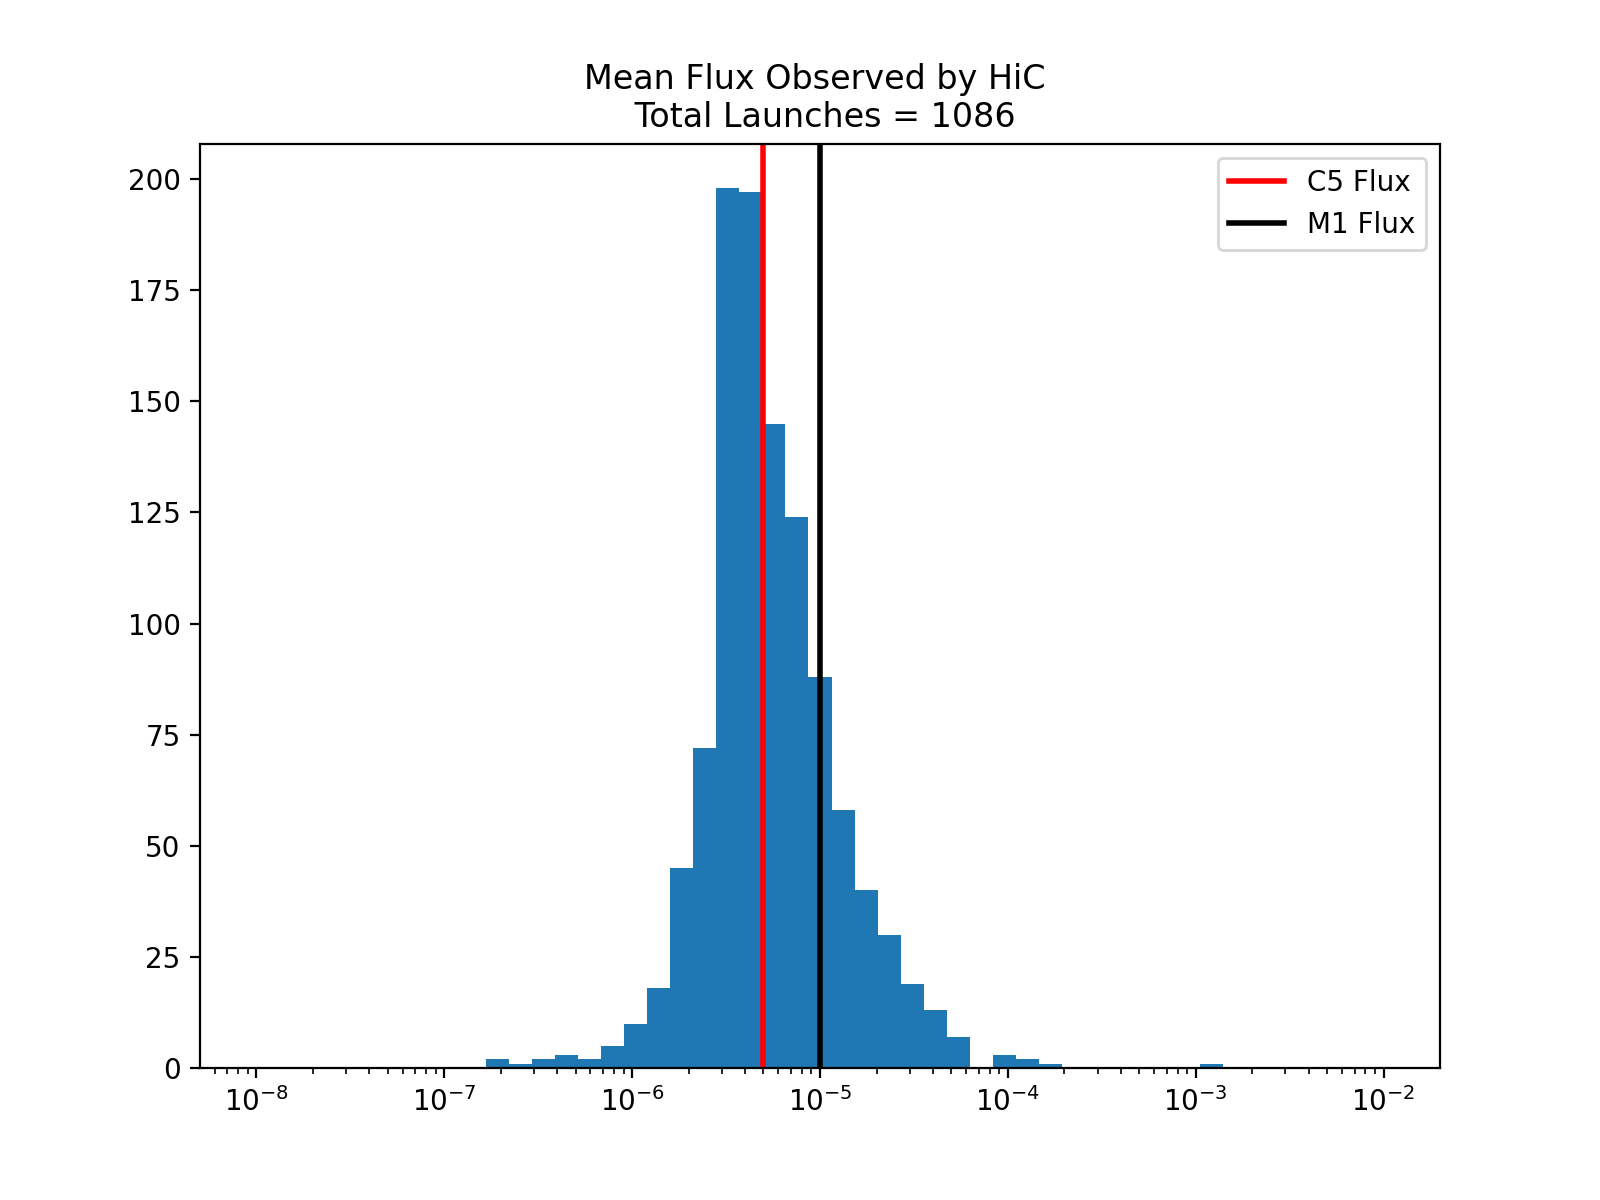 Mean Flux Observed by HiC
Total Launches = 1086
C5 Flux
M1 Flux
200
175
150
125
100
75
50
25
0
10⁻⁸ 10⁻⁷ 10⁻⁶ 10⁻⁵ 10⁻⁴ 10⁻³ 10⁻²